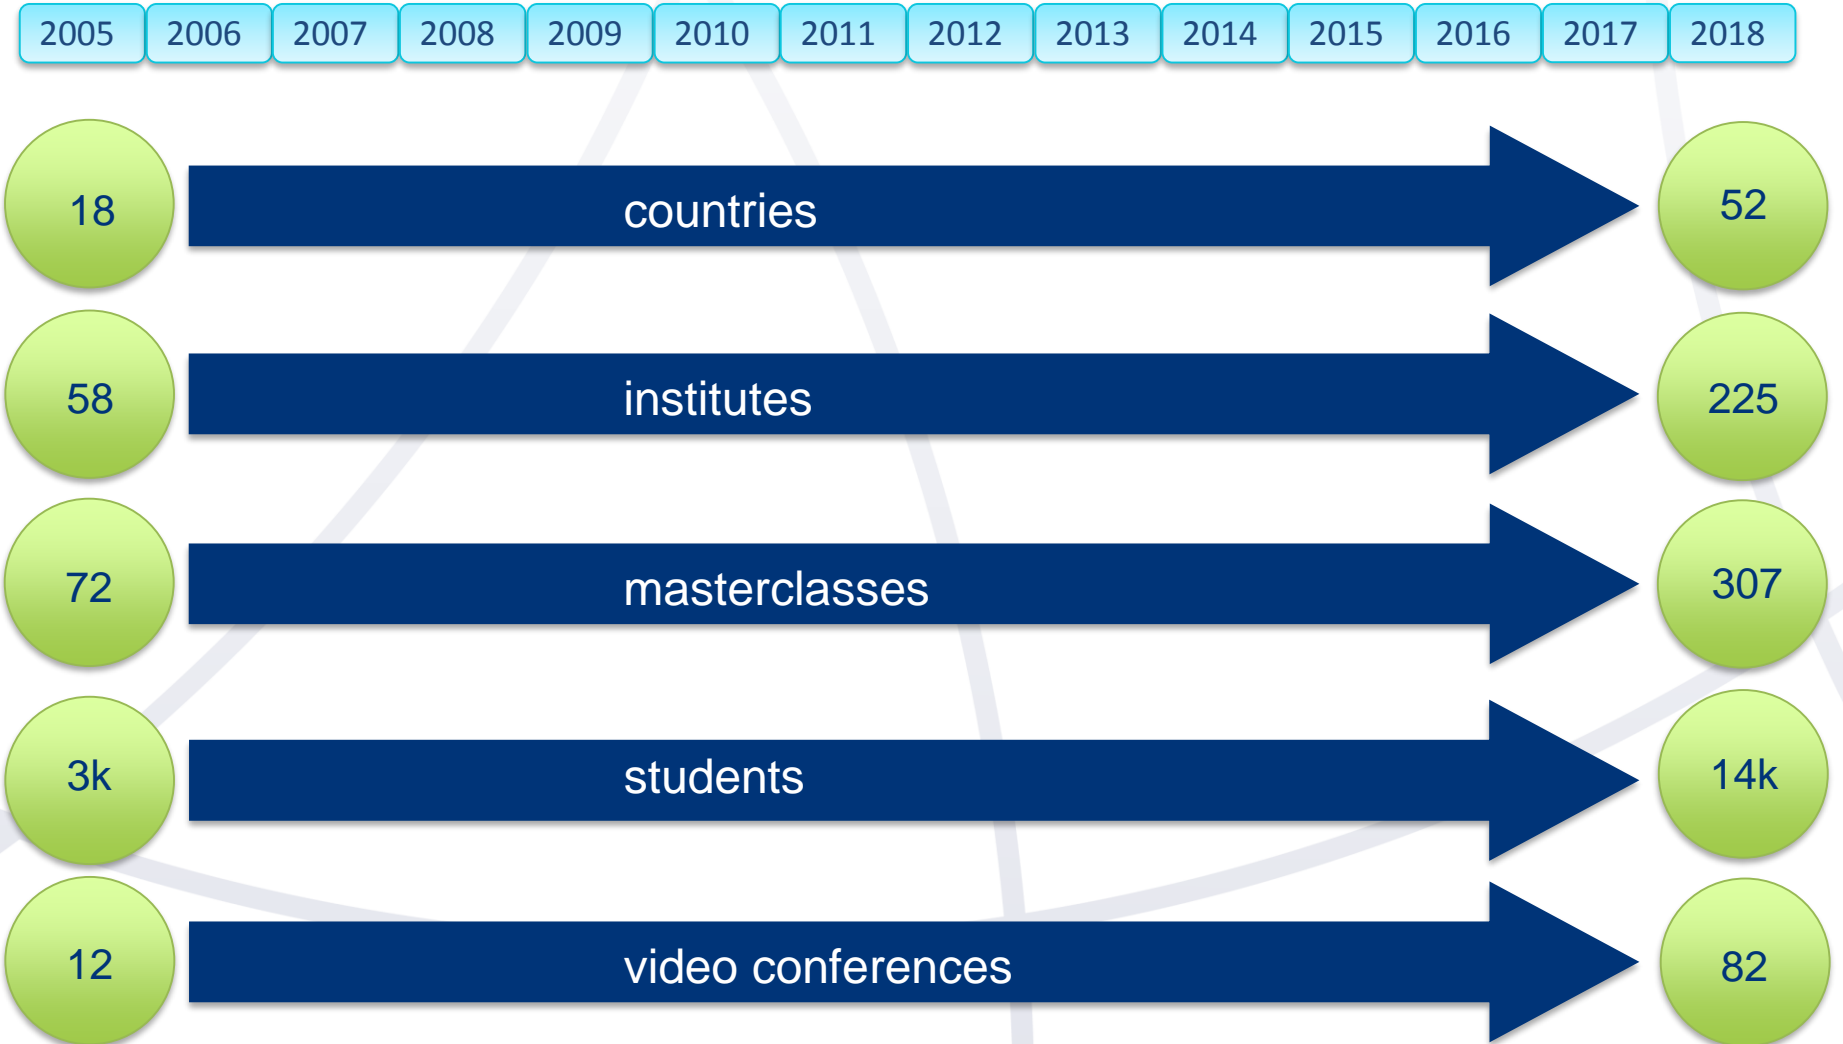 2005 2006 2007 2008 2009 2010 2011 2012 2013 2014 2015 2016 2017 2018
18 countries 52
58 institutes 225
72 masterclasses 307
3k students 14k
12 video conferences 82